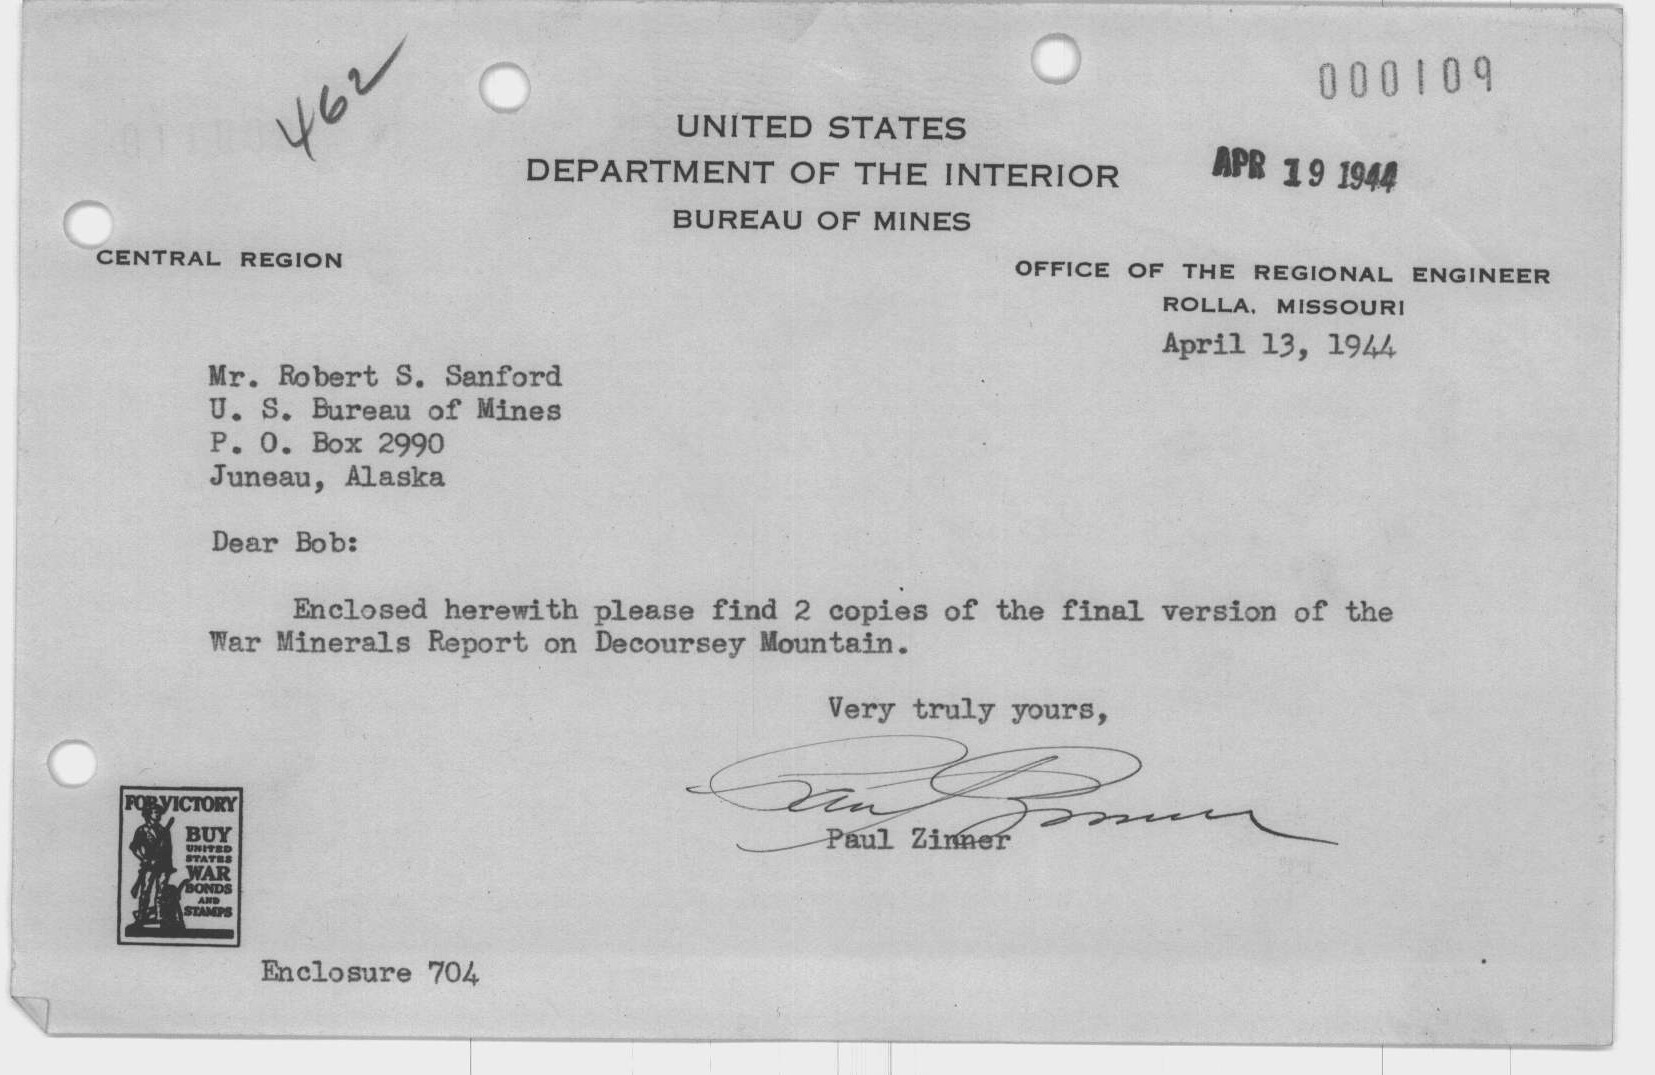 462
000109
UNITED STATES
DEPARTMENT OF THE INTERIOR
APR 19 1944
BUREAU OF MINES
CENTRAL REGION
OFFICE OF THE REGIONAL ENGINEER
ROLLA, MISSOURI
April 13, 1944
Mr. Robert S. Sanford
U. S. Bureau of Mines
P. O. Box 2990
Juneau, Alaska
Dear Bob:
Enclosed herewith please find 2 copies of the final version of the
War Minerals Report on Decoursey Mountain.
Very truly yours,
Paul Zinner
Paul Zinner
FOR VICTORY
BUY
UNITED
STATES
WAR
BONDS
AND
STAMPS
Enclosure 704